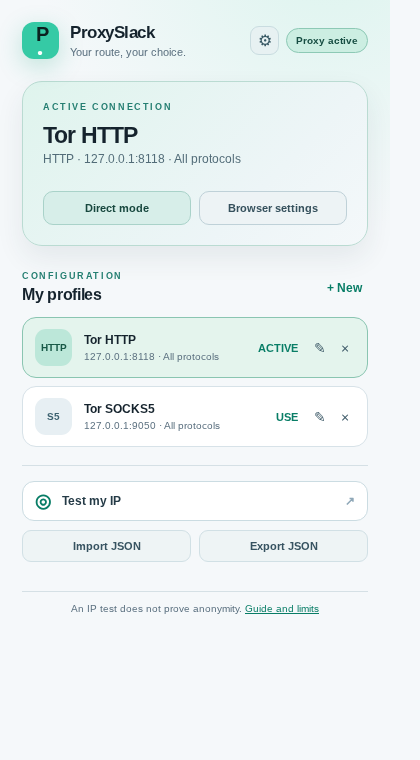 P
ProxySlack
Your route, your choice.
⚙
Proxy active
ACTIVE CONNECTION
Tor HTTP
HTTP · 127.0.0.1:8118 · All protocols
Direct mode
Browser settings
CONFIGURATION
My profiles
+ New
HTTP
Tor HTTP
127.0.0.1:8118 · All protocols
ACTIVE ✎ ×
S5
Tor SOCKS5
127.0.0.1:9050 · All protocols
USE ✎ ×
◎ Test my IP ↗
Import JSON
Export JSON
An IP test does not prove anonymity. Guide and limits